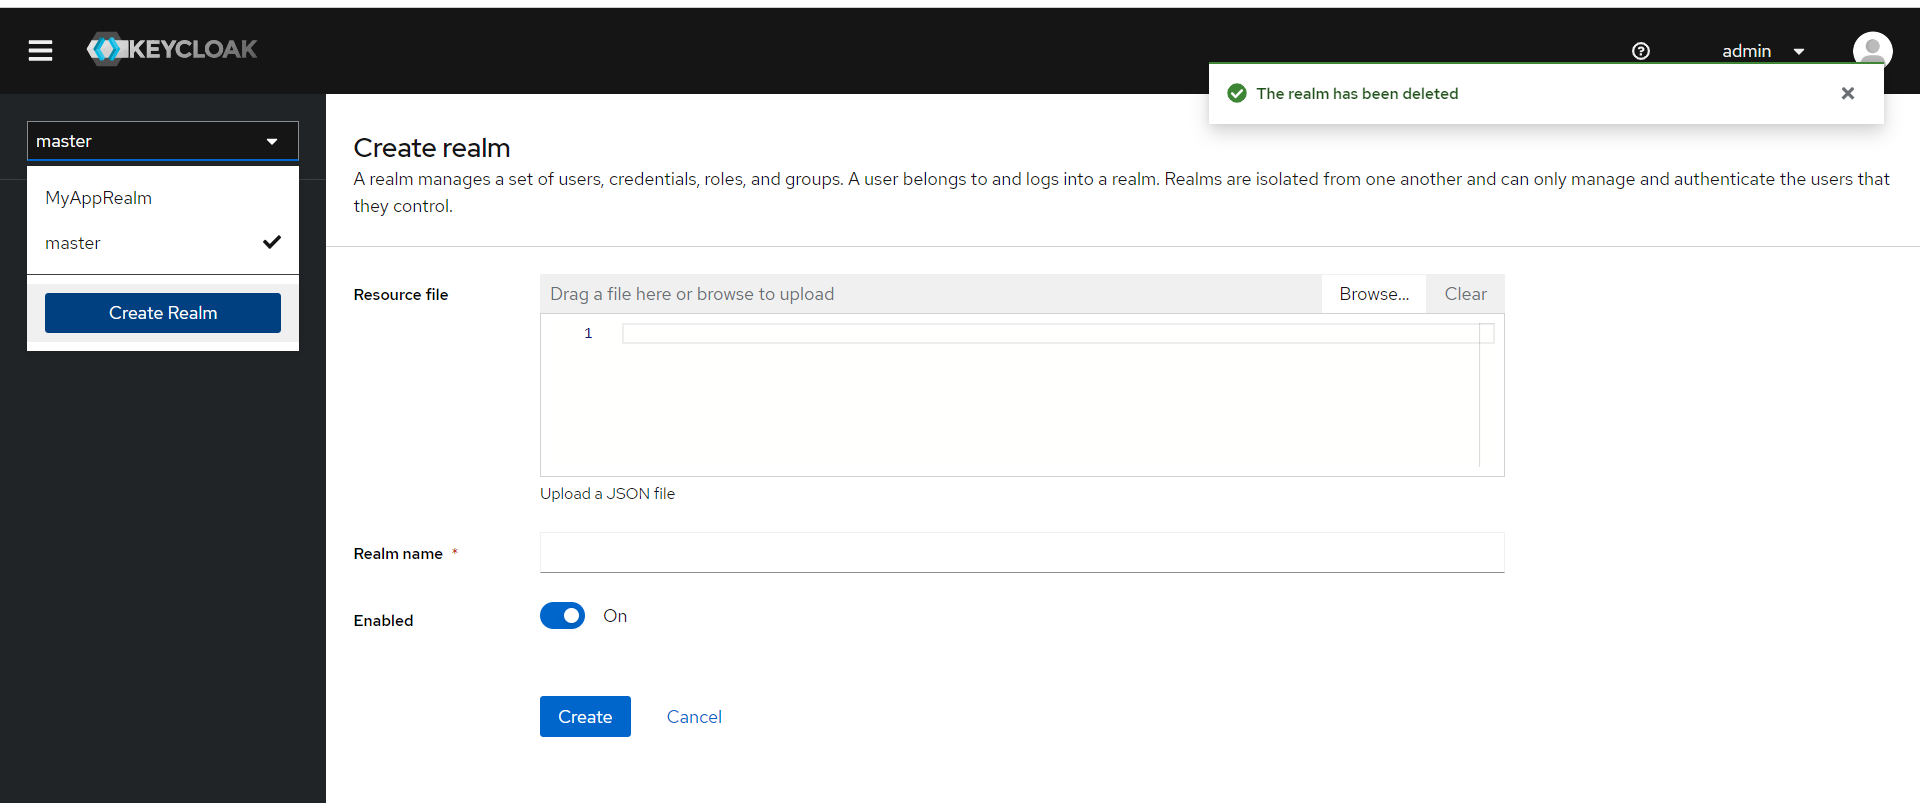 KEYCLOAK
admin
The realm has been deleted
master
MyAppRealm
master
Create Realm
Create realm
A realm manages a set of users, credentials, roles, and groups. A user belongs to and logs into a realm. Realms are isolated from one another and can only manage and authenticate the users that
they control.
Resource file
Drag a file here or browse to upload
Browse...
Clear
1
Upload a JSON file
Realm name *
Enabled
On
Create
Cancel